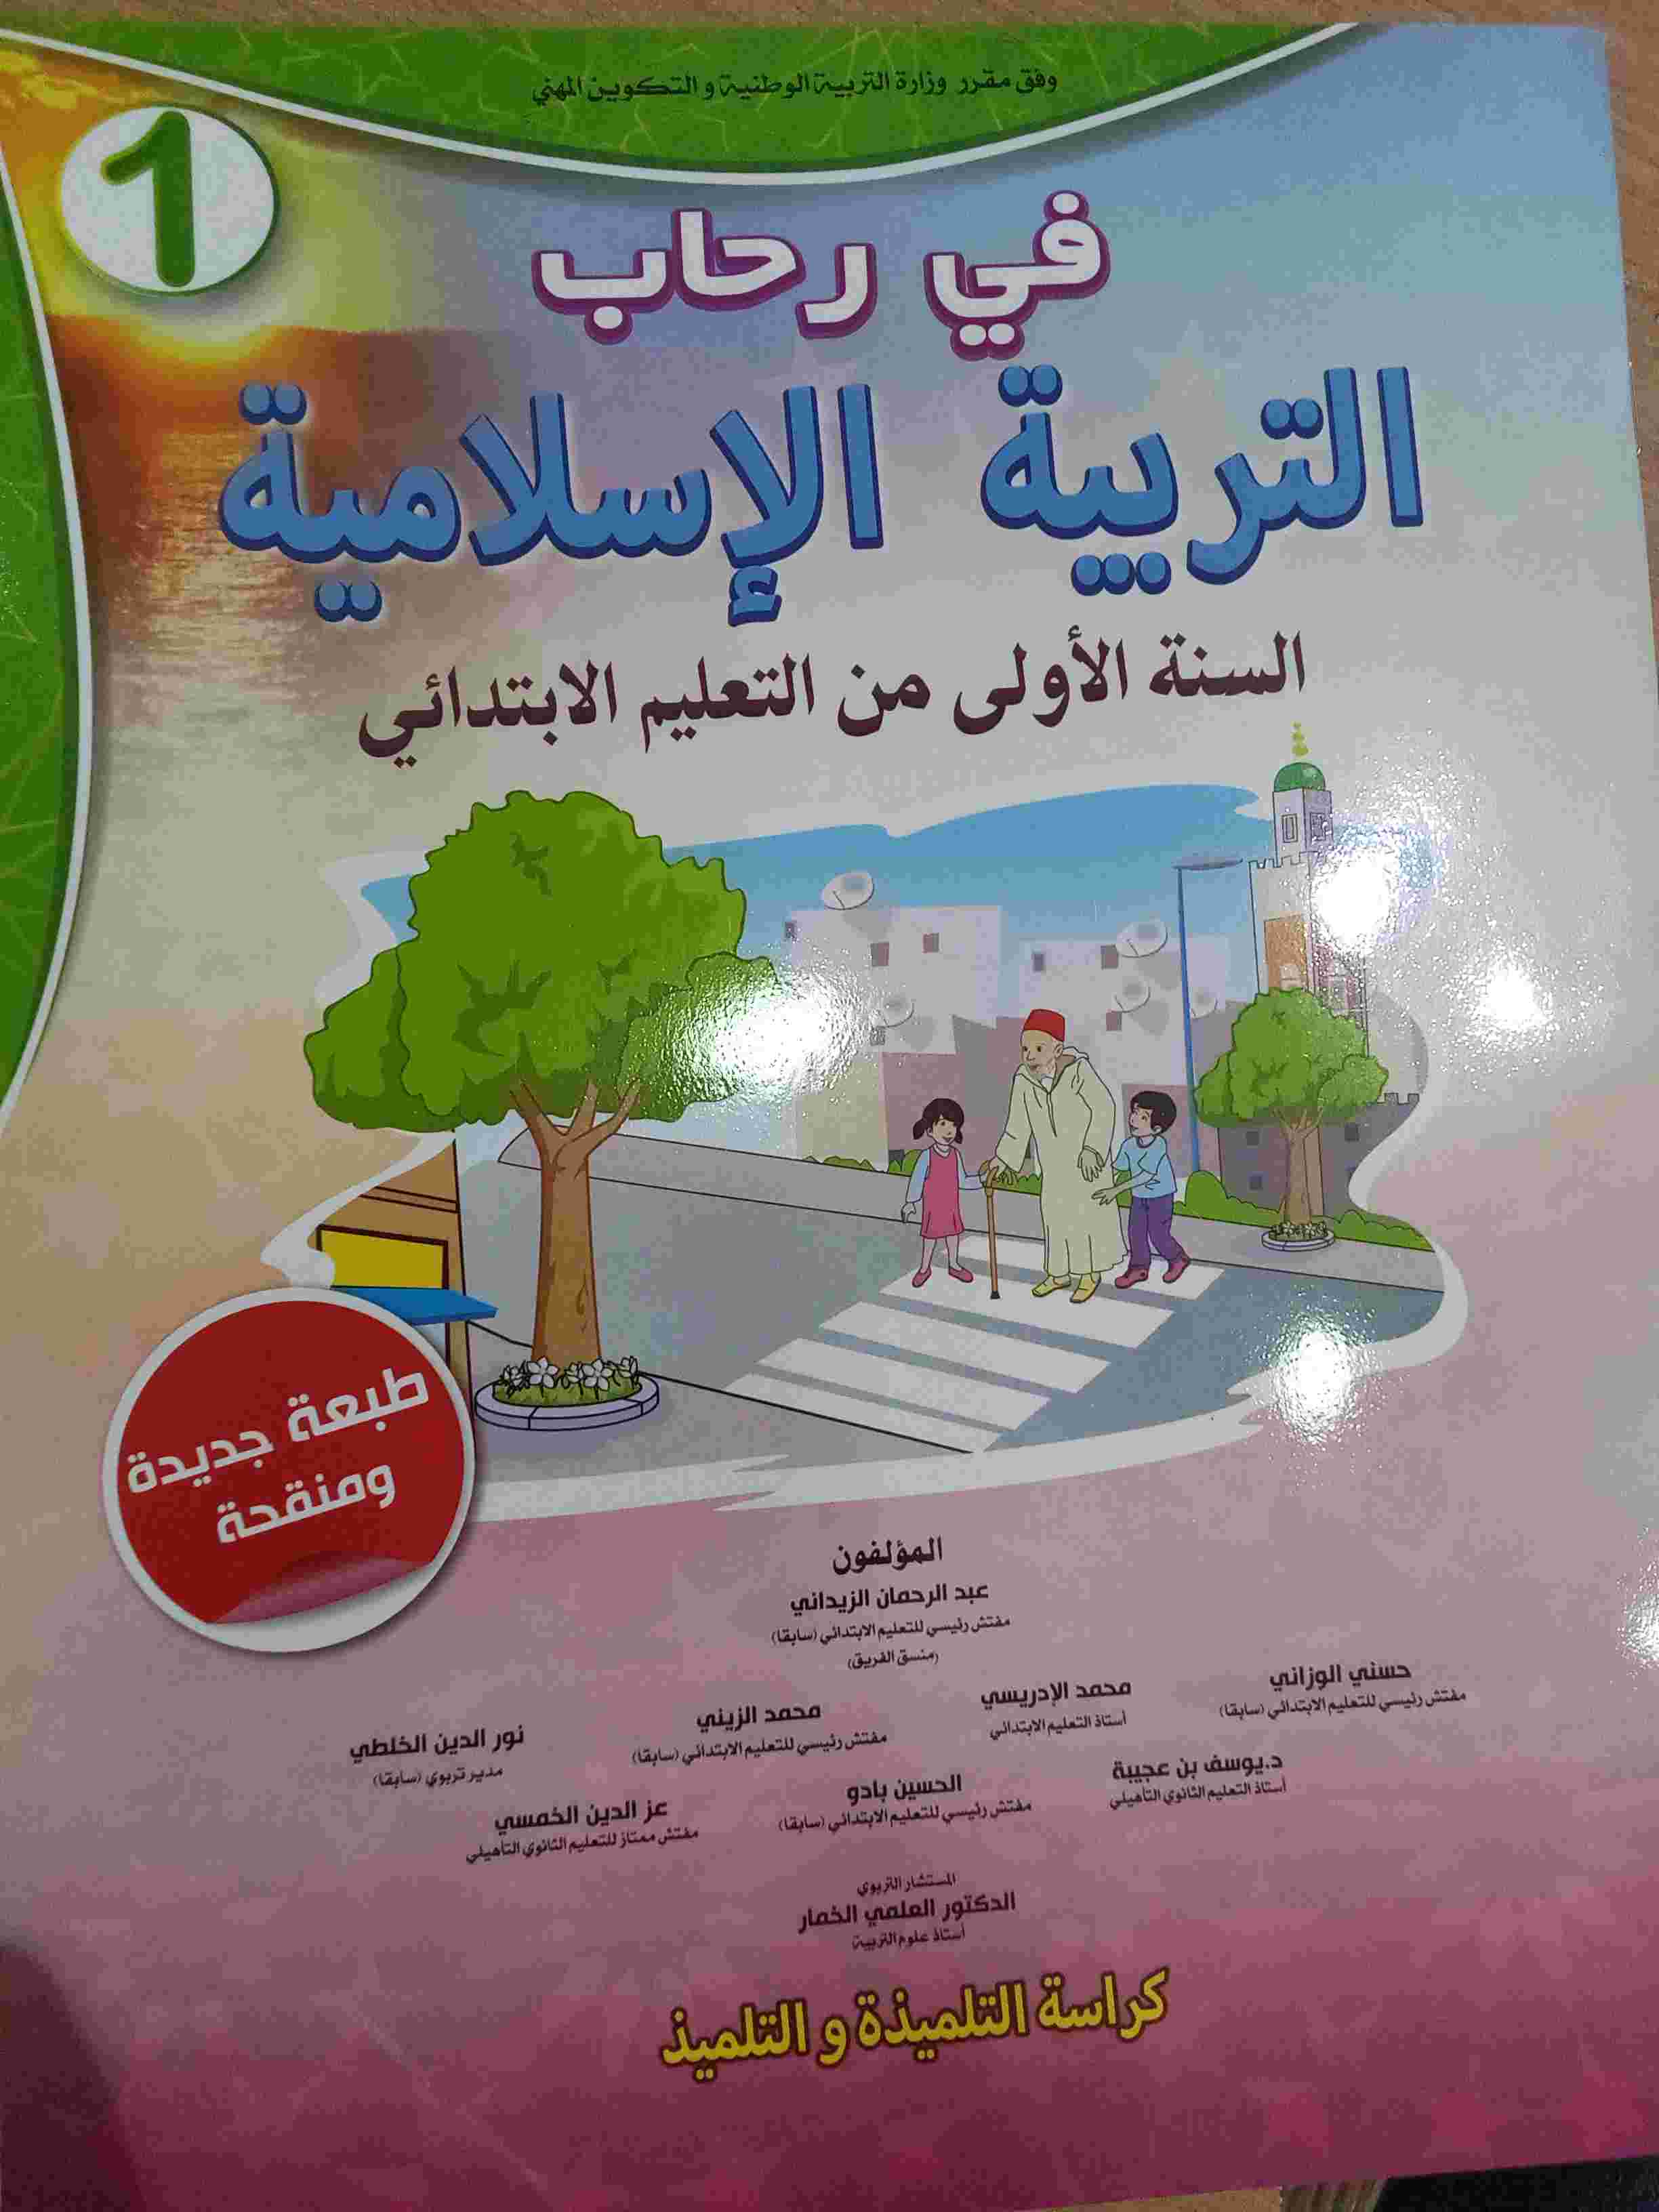 وفق مقرر وزارة التربية الوطنية و التكوين المهني
1
في رحاب
التربية الإسلامية
السنة الأولى من التعليم الابتدائي
طبعة جديدة
ومنقحة
المؤلفون
عبد الرحمان الزيداني
مفتش رئيسي للتعليم الابتدائي (سابقا)
(منسق الفريق)
حسني الوزاني
مفتش رئيسي للتعليم الابتدائي (سابقا)
محمد الإدريسي
أستاذ التعليم الابتدائي
محمد الزيني
مفتش رئيسي للتعليم الابتدائي (سابقا)
نور الدين الخلطي
مدير تربوي (سابقا)
د.يوسف بن عجيبة
أستاذ التعليم الثانوي التأهيلي
الحسين بادو
مفتش رئيسي للتعليم الابتدائي (سابقا)
عز الدين الخمسي
مفتش ممتاز للتعليم الثانوي التأهيلي
المستشار التربوي
الدكتور العلمي الخمار
أستاذ علوم التربية
كراسة التلميذة و التلميذ